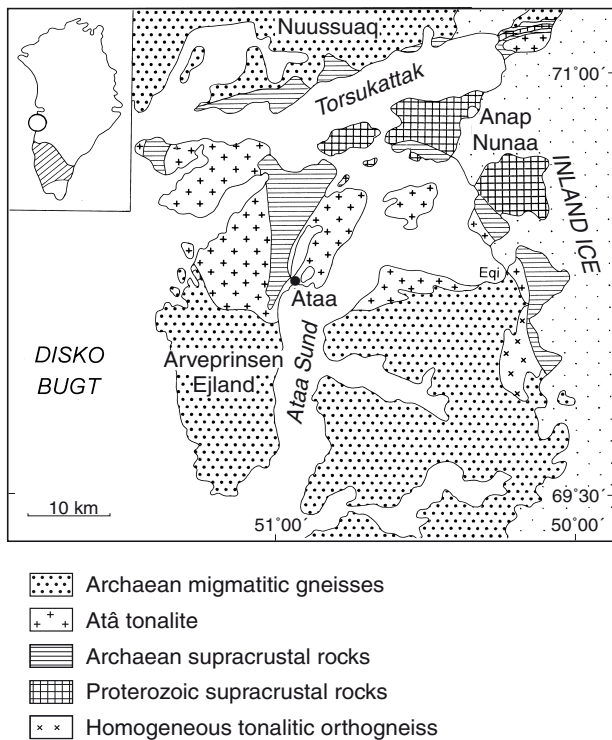 Nuussuaq
Torsukattak
71°00´
Anap
Nunaa
INLAND ICE
Eqi
Ataa
DISKO
BUGT
Arveprinsen
Ejland
Ataa Sund
10 km
69°30´
51°00´
50°00´
Archaean migmatitic gneisses
Atâ tonalite
Archaean supracrustal rocks
Proterozoic supracrustal rocks
Homogeneous tonalitic orthogneiss